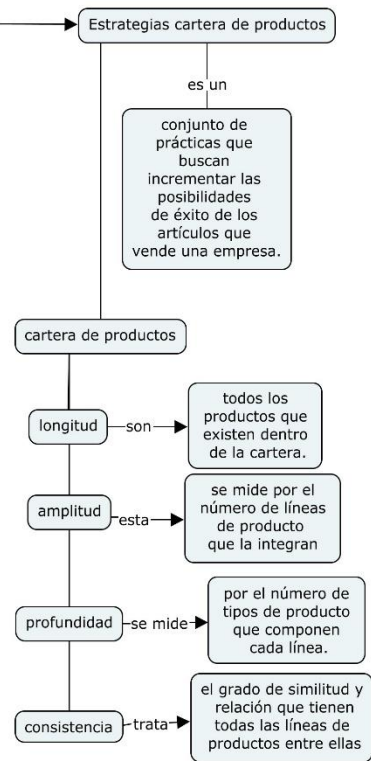 Estrategias cartera de productos
es un
conjunto de
prácticas que
buscan
incrementar las
posibilidades
de éxito de los
artículos que
vende una empresa.
cartera de productos
longitud
son
todos los
productos que
existen dentro
de la cartera.
amplitud
esta
se mide por el
número de líneas
de producto
que la integran
profundidad
se mide
por el número de
tipos de producto
que componen
cada línea.
consistencia
trata
el grado de similitud y
relación que tienen
todas las líneas de
productos entre ellas